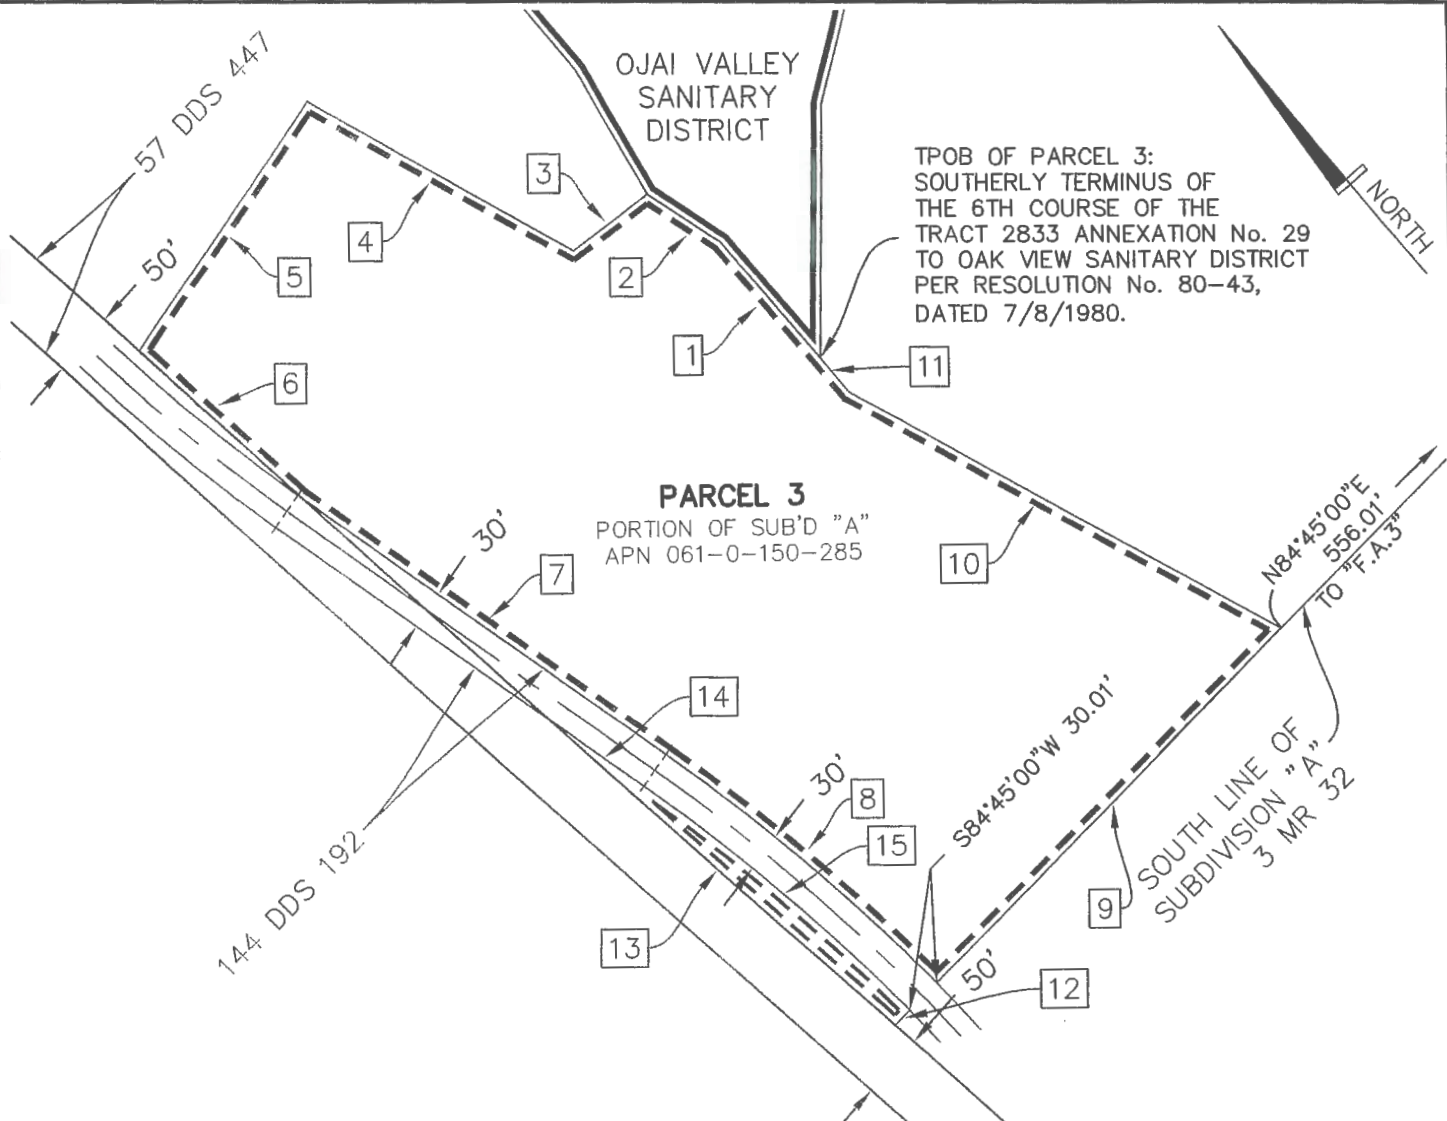 57 DDS 447
OJAI VALLEY
SANITARY
DISTRICT
TPOB OF PARCEL 3:
SOUTHERLY TERMINUS OF
THE 6TH COURSE OF THE
TRACT 2833 ANNEXATION No. 29
TO OAK VIEW SANITARY DISTRICT
PER RESOLUTION No. 80-43,
DATED 7/8/1980.
NORTH
3
4
2
5
50'
1
11
6
PARCEL 3
PORTION OF SUB'D "A"
APN 061-0-150-285
30'
7
10
N84°45'00"E
556.01'
TO "F.A.3"
14
S84°45'00"W 30.01'
30'
8
15
SOUTH LINE OF
SUBDIVISION "A"
3 MR 32
9
144 DDS 192
13
50'
12